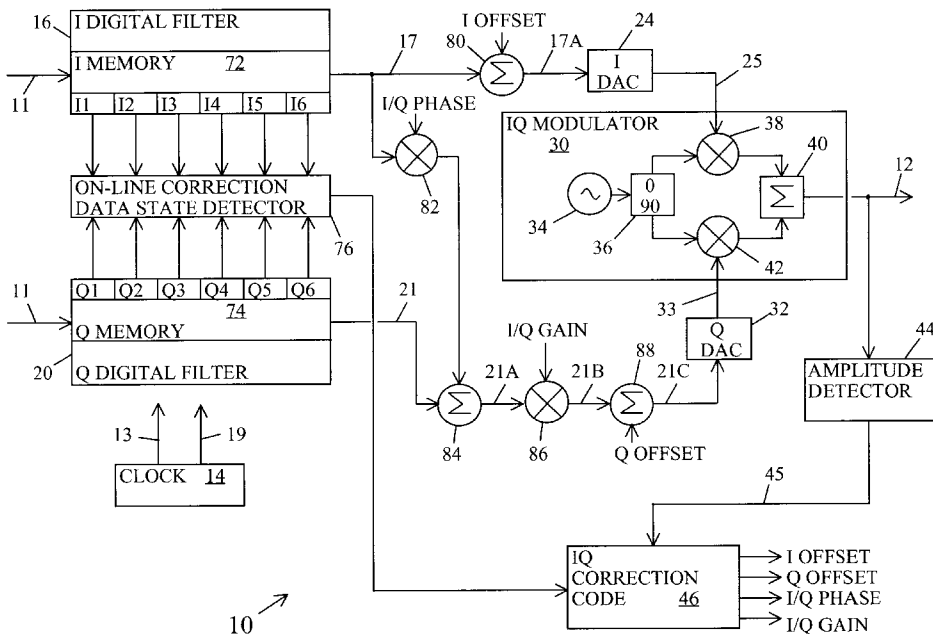 I OFFSET
16
I DIGITAL FILTER
80
17
17A
24
I MEMORY 72
Σ
I
DAC
25
11
I1 I2 I3 I4 I5 I6
I/Q PHASE
IQ MODULATOR
30
38
40
12
ON-LINE CORRECTION
DATA STATE DETECTOR
82
0
90
Σ
34
36
76
42
Q1 Q2 Q3 Q4 Q5 Q6
11
74
21
33
32
Q MEMORY
I/Q GAIN
Q
DAC
44
20
Q DIGITAL FILTER
21A
21B
88
21C
AMPLITUDE
DETECTOR
Σ
Σ
13
19
84
86
Q OFFSET
CLOCK 14
45
IQ
CORRECTION
CODE 46
I OFFSET
Q OFFSET
I/Q PHASE
I/Q GAIN
10